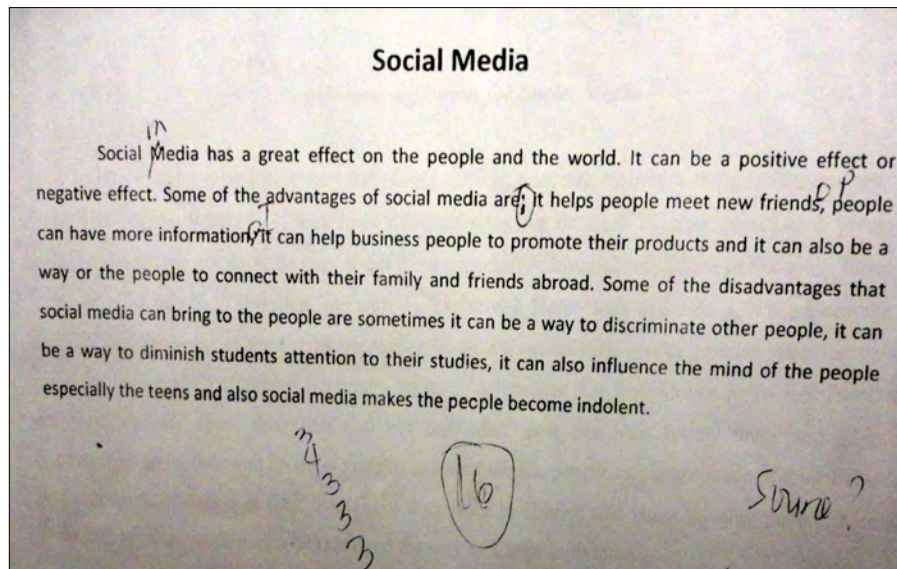 Social Media
m
Social Media has a great effect on the people and the world. It can be a positive effect or
negative effect. Some of the advantages of social media are; it helps people meet new friends, people
can have more information, it can help business people to promote their products and it can also be a
way or the people to connect with their family and friends abroad. Some of the disadvantages that
social media can bring to the people are sometimes it can be a way to discriminate other people, it can
be a way to diminish students attention to their studies, it can also influence the mind of the people
especially the teens and also social media makes the people become indolent.
3
4
3
3
3
16
Source?